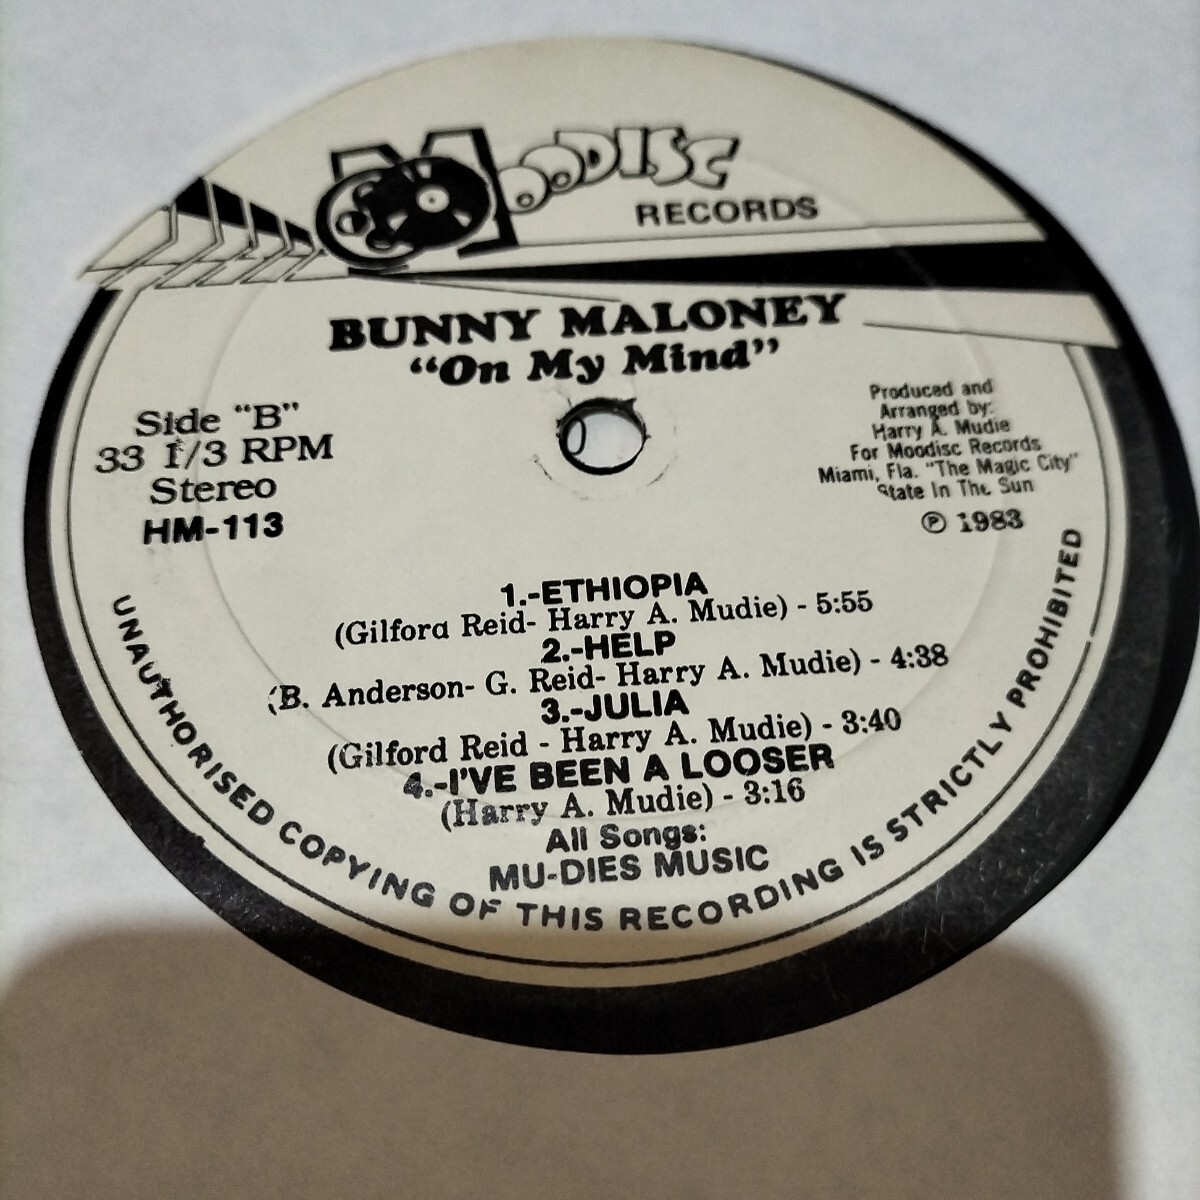 MOODISC
RECORDS
BUNNY MALONEY
"On My Mind"
Side "B"
33 1/3 RPM
Stereo
HM-113
Produced and
Arranged by:
Harry A. Mudie
For Moodisc Records
Miami, Fla. "The Magic City"
State In The Sun
℗ 1983
1.-ETHIOPIA
(Gilford Reid- Harry A. Mudie) - 5:55
2.-HELP
(B. Anderson- G. Reid- Harry A. Mudie) - 4:38
3.-JULIA
(Gilford Reid - Harry A. Mudie) - 3:40
4.-I'VE BEEN A LOOSER
(Harry A. Mudie) - 3:16
All Songs:
MU-DIES MUSIC
UNAUTHORISED COPYING OF THIS RECORDING IS STRICTLY PROHIBITED